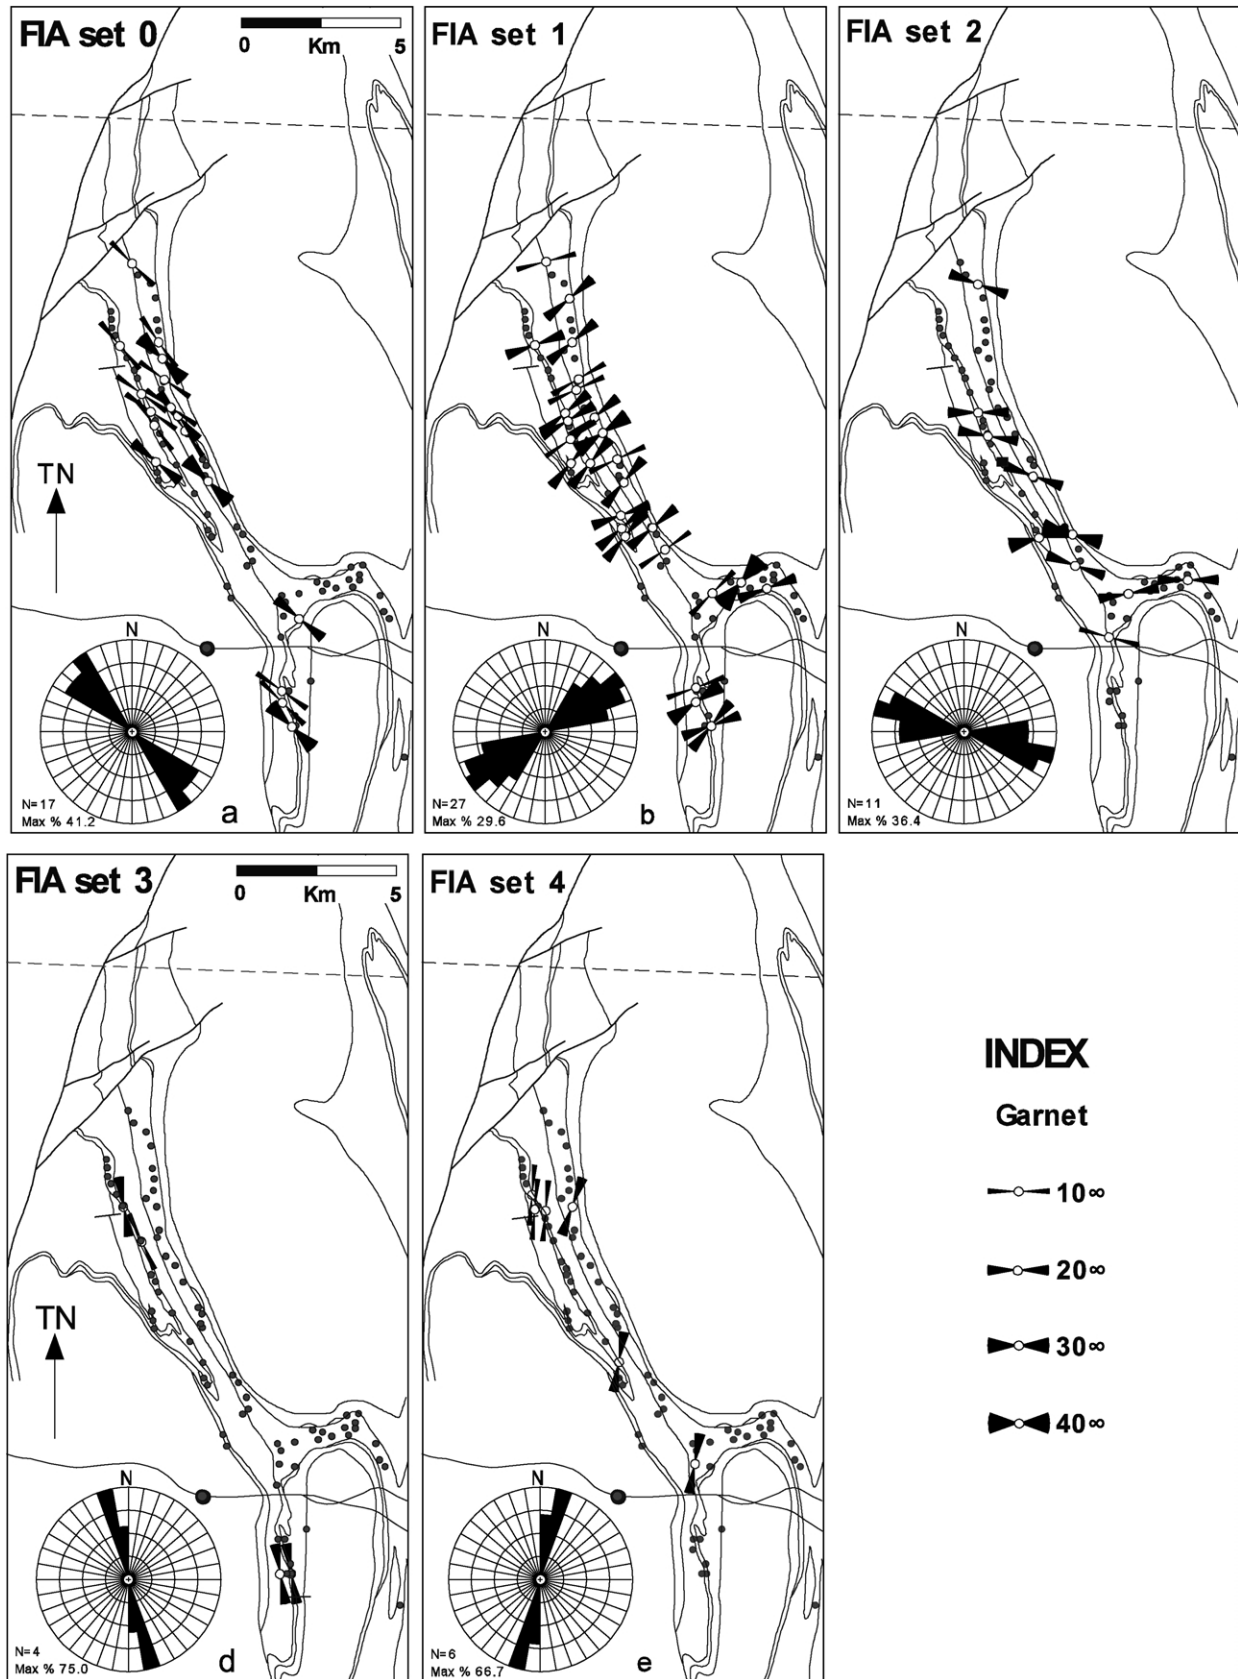 FIA set 0
0 Km 5
TN
N
N=17
Max % 41.2
a
FIA set 1
N
N=27
Max % 29.6
b
FIA set 2
N
N=11
Max % 36.4
FIA set 3
0 Km 5
TN
N
N=4
Max % 75.0
d
FIA set 4
N
N=6
Max % 66.7
e
INDEX
Garnet
10∞
20∞
30∞
40∞